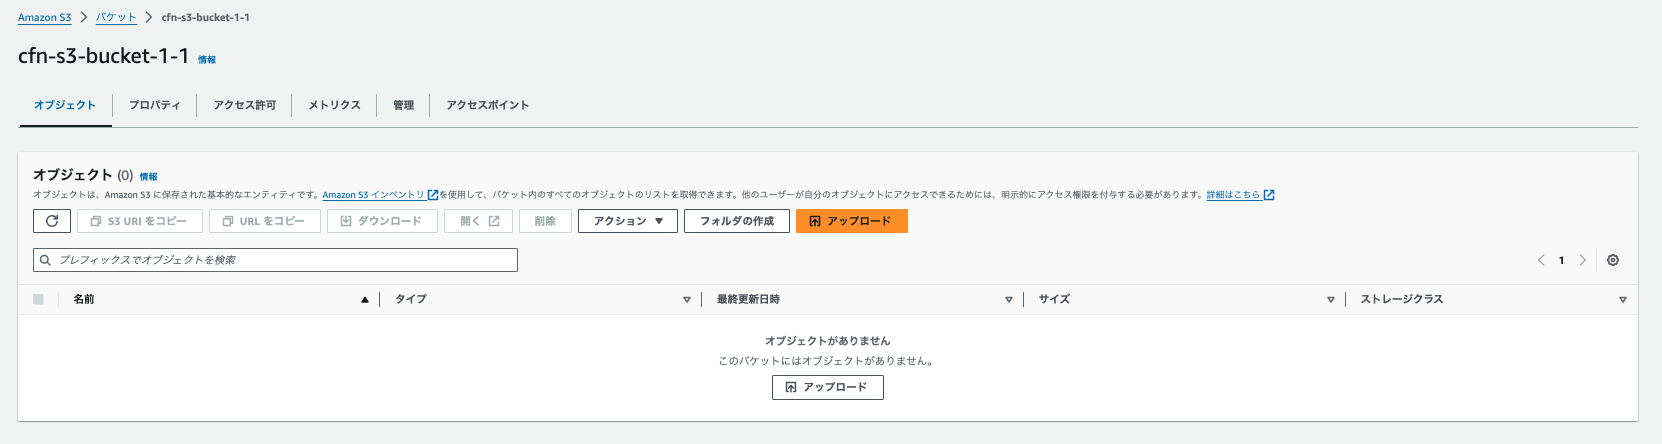 Amazon S3 > バケット > cfn-s3-bucket-1-1
cfn-s3-bucket-1-1 情報
オブジェクト プロパティ アクセス許可 メトリクス 管理 アクセスポイント
オブジェクト (0) 情報
オブジェクトは、Amazon S3 に保存された基本的なエンティティです。Amazon S3 インベントリ を使用して、バケット内のすべてのオブジェクトのリストを取得できます。他のユーザーが自分のオブジェクトにアクセスできるためには、明示的にアクセス権限を付与する必要があります。詳細はこちら
S3 URI をコピー URL をコピー ダウンロード 開く 削除 アクション フォルダの作成 アップロード
プレフィックスでオブジェクトを検索 1
名前 タイプ 最終更新日時 サイズ ストレージクラス
オブジェクトがありません
このバケットにはオブジェクトがありません。
アップロード